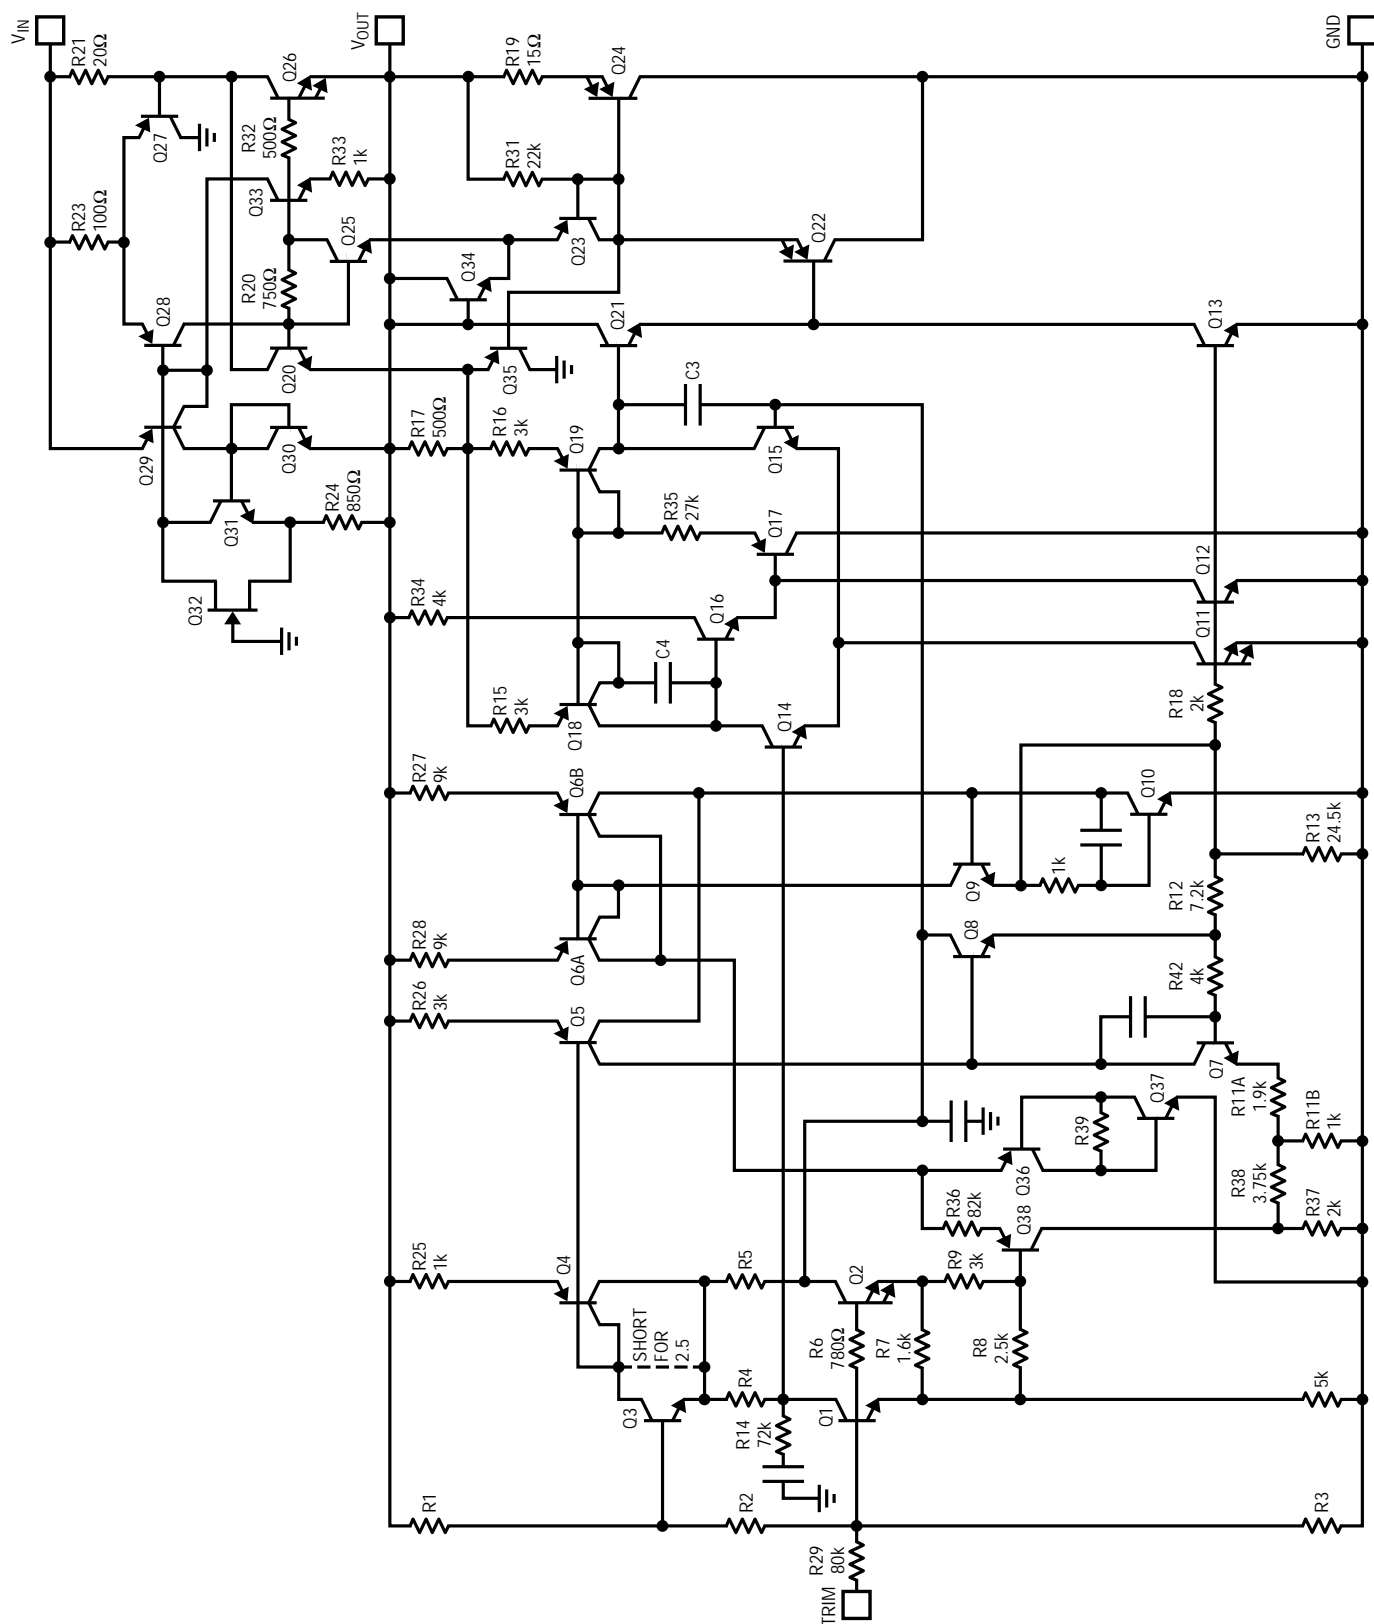 VIN
R21
20Ω
R23
100Ω
Q27
Q26
R32
500Ω
Q33
R33
1k
Q28
R20
750Ω
Q25
Q29
Q20
Q30
Q31
R24
850Ω
Q32
VOUT
R19
15Ω
Q24
R31
22k
Q23
Q22
Q34
Q21
Q35
Q13
C3
R17
500Ω
R16
3k
Q19
Q15
R35
27k
Q17
Q12
R34
4k
Q16
Q11
C4
R15
3k
Q18
Q14
R18
2k
R27
9k
Q6B
Q10
R13
24.5k
1k
Q9
R12
7.2k
R28
9k
Q6A
Q8
R42
4k
R26
3k
Q5
Q7
R11A
1.9k
Q37
R11B
1k
R39
Q36
R38
3.75k
R36
82k
Q38
R37
2k
R25
1k
Q4
R5
Q2
R9
3k
SHORT
FOR
2.5
R6
780Ω
R7
1.6k
R8
2.5k
5k
Q3
R4
Q1
R14
72k
R1
R2
R3
R29
80k
TRIM
GND